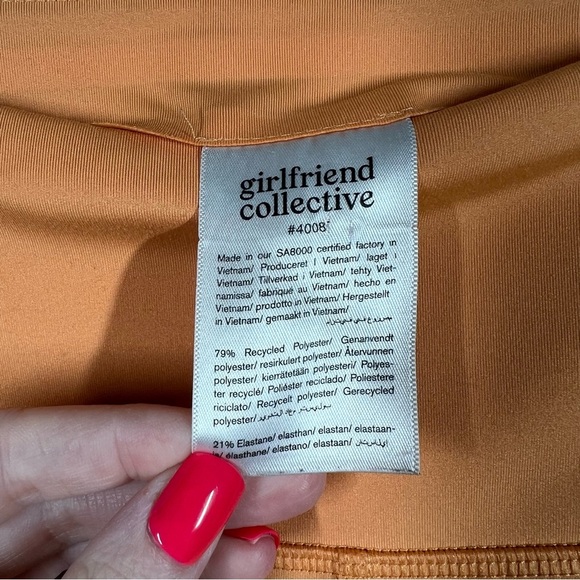 girlfriend
collective
#4008
Made in our SA8000 certified factory in
Vietnam/ Produceret i Vietnam/ laget i
Vietnam/ Tillverkad i Vietnam/ tehty Viet-
namissa/ fabriqué au Vietnam/ hecho en
Vietnam/ prodotto in Vietnam/ Hergestellt
in Vietnam/ gemaakt in Vietnam/
79% Recycled Polyester/ Genanvendt
polyester/ resirkulert polyester/ Återvunnen
polyester/ kierrätetään polyesteri/ Polyes-
ter recyclé/ Poliéster reciclado/ Poliestere
riciclato/ Recycelt polyester/ Gerecycled
polyester/
21% Elastane/ elasthan/ elastan/ elastaan-
élasthane/ elastano/ elastaan/